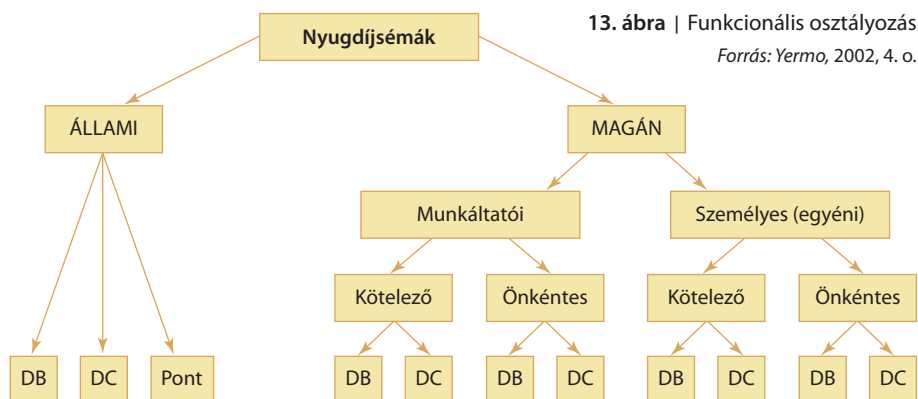 13. ábra | Funkcionális osztályozás
Forrás: Yermo, 2002, 4. o.
Nyugdíjsémák
ÁLLAMI
MAGÁN
Munkáltatói
Személyes (egyéni)
Kötelező
Önkéntes
Kötelező
Önkéntes
DB
DC
Pont
DB
DC
DB
DC
DB
DC
DB
DC